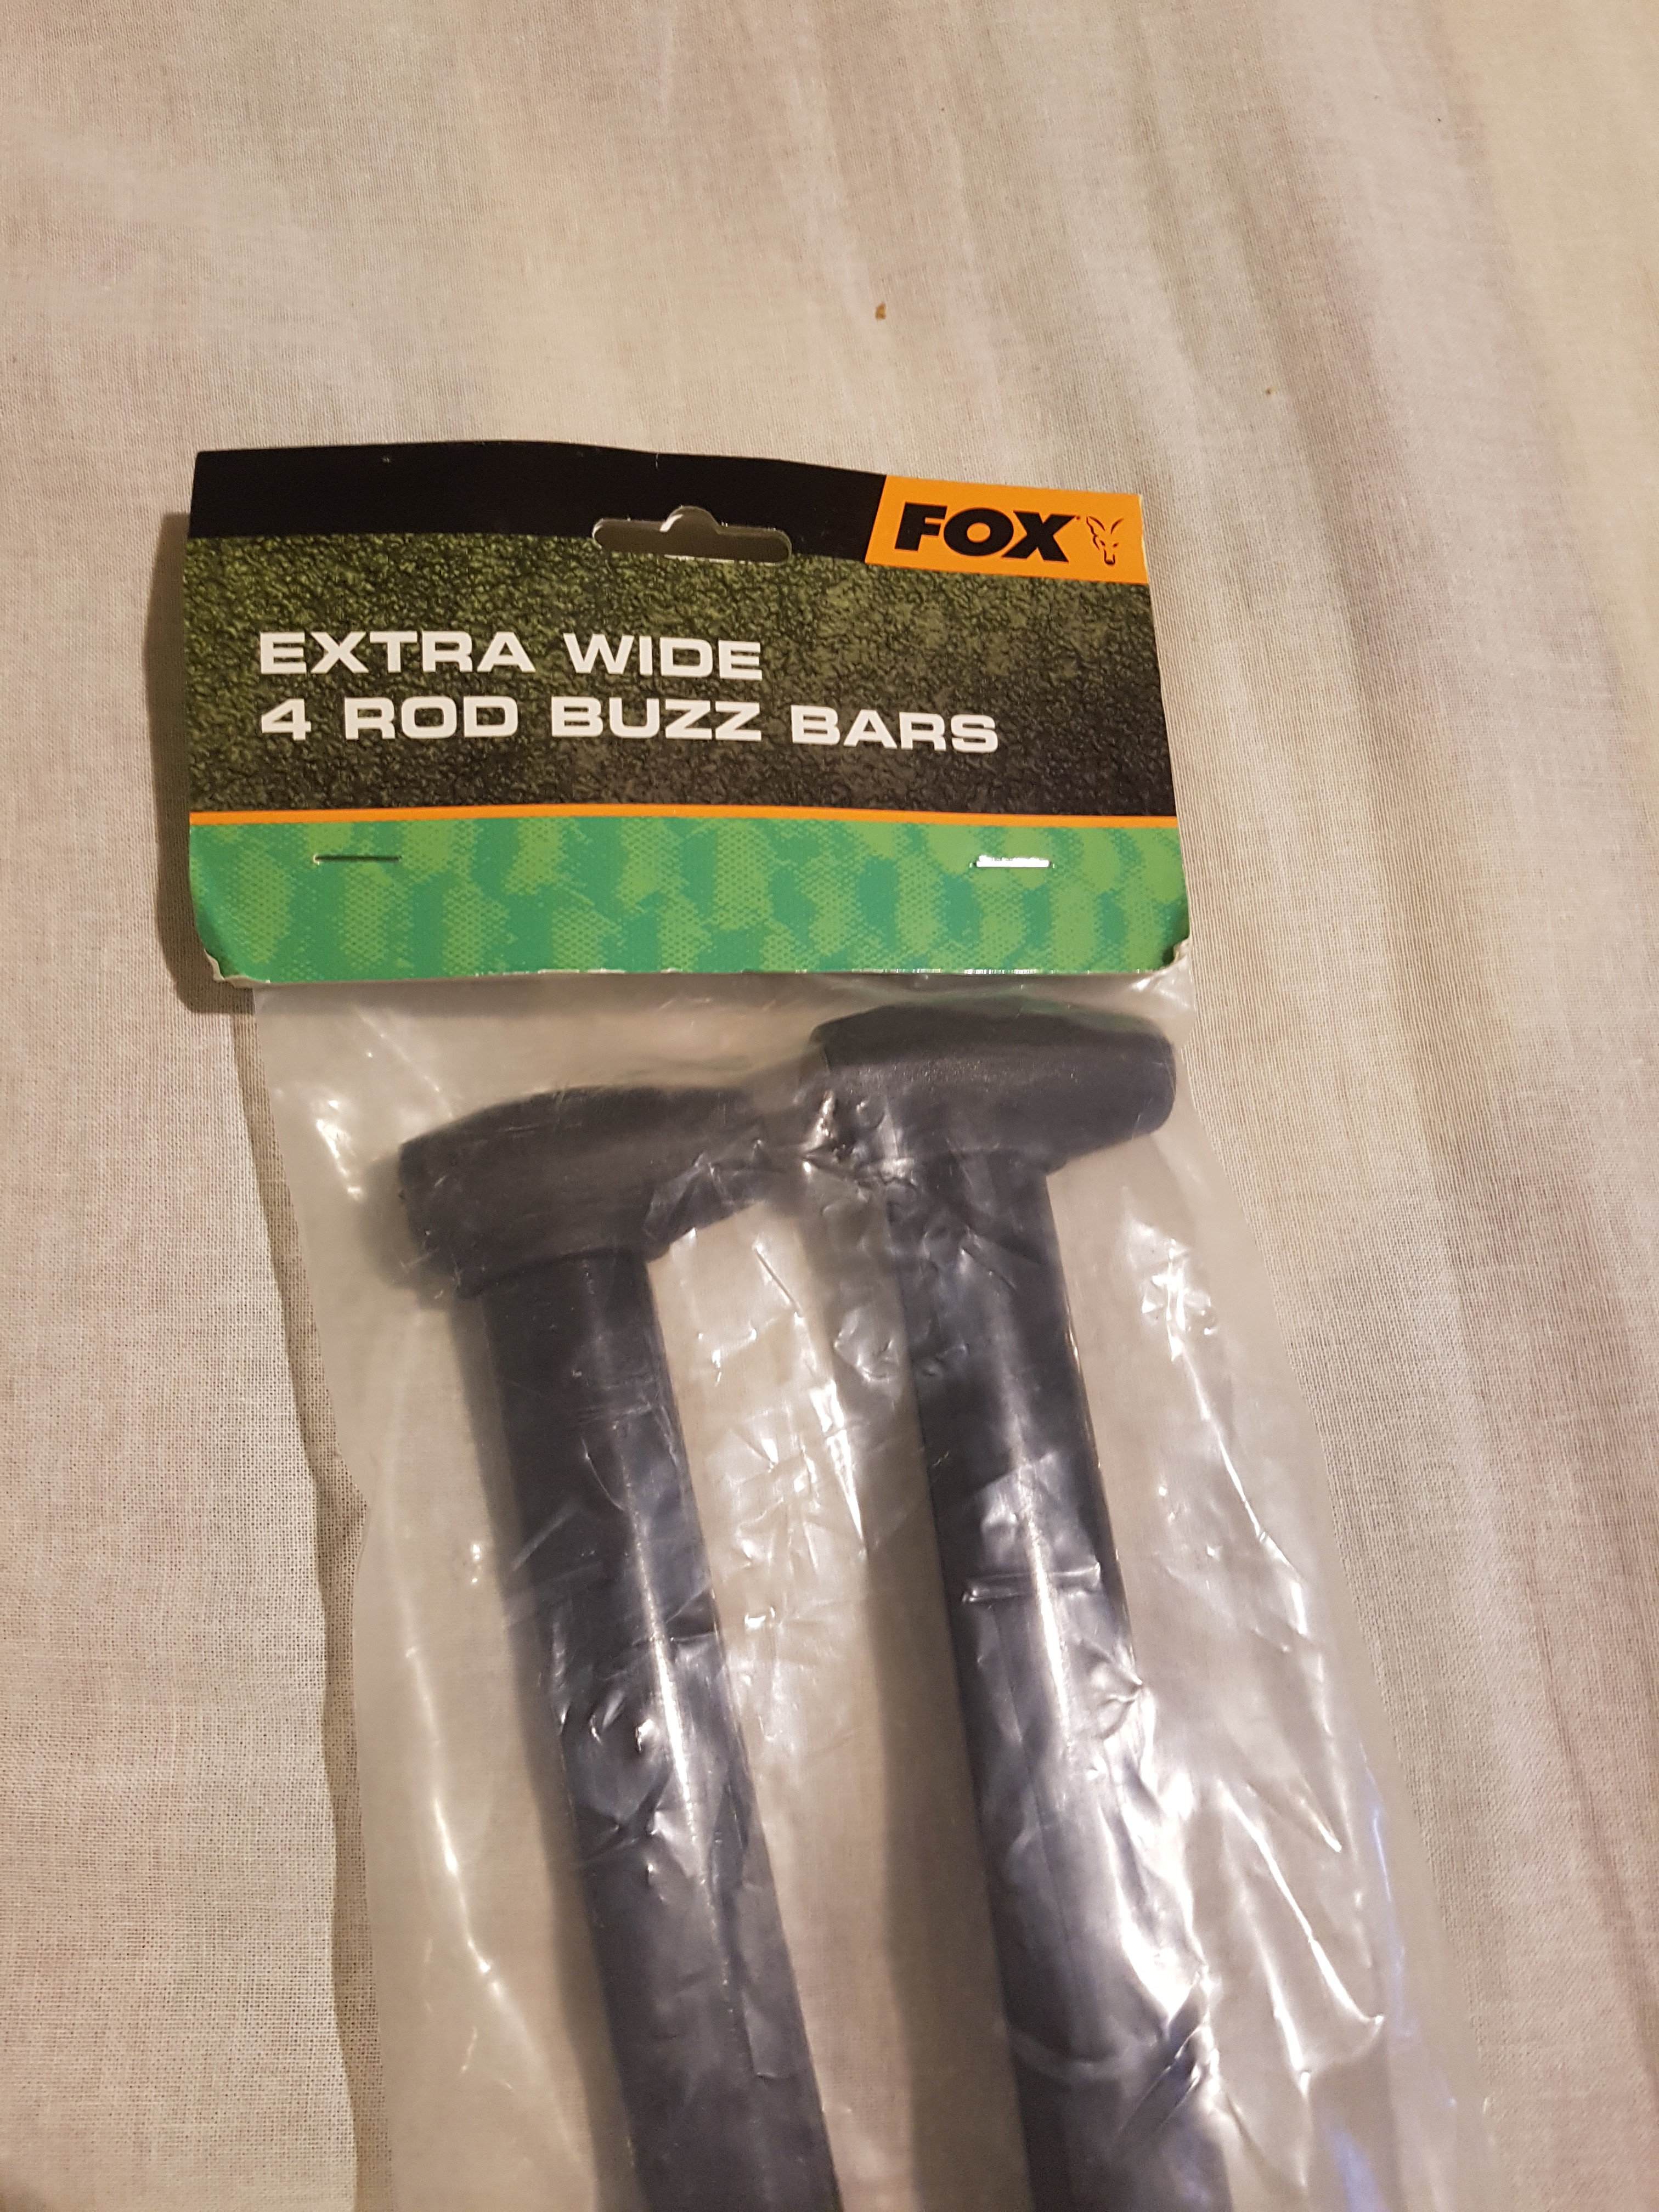 FOX
EXTRA WIDE
4 ROD BUZZ BARS